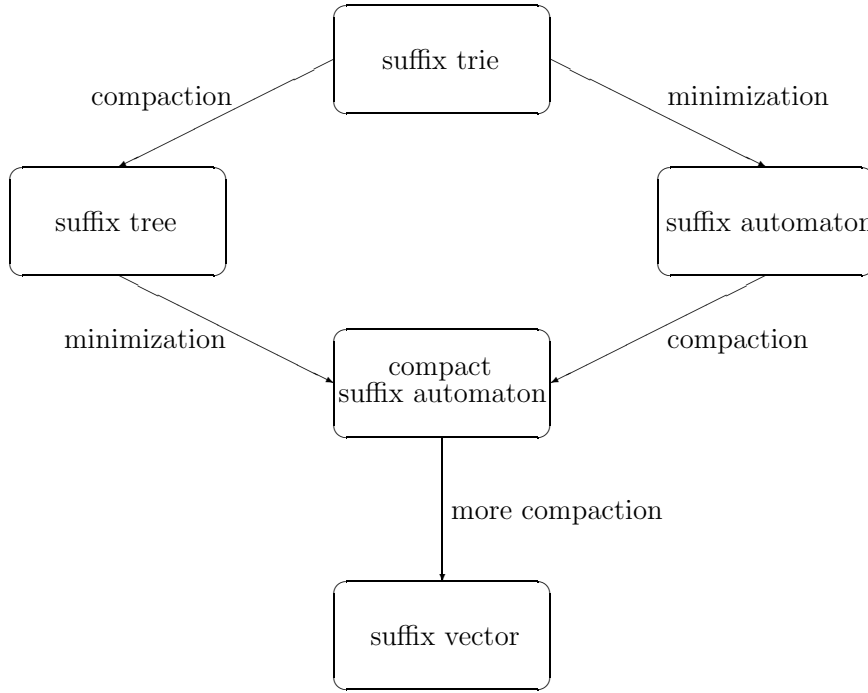 suffix trie
compaction
minimization
suffix tree
suffix automaton
minimization
compaction
compact
suffix automaton
more compaction
suffix vector